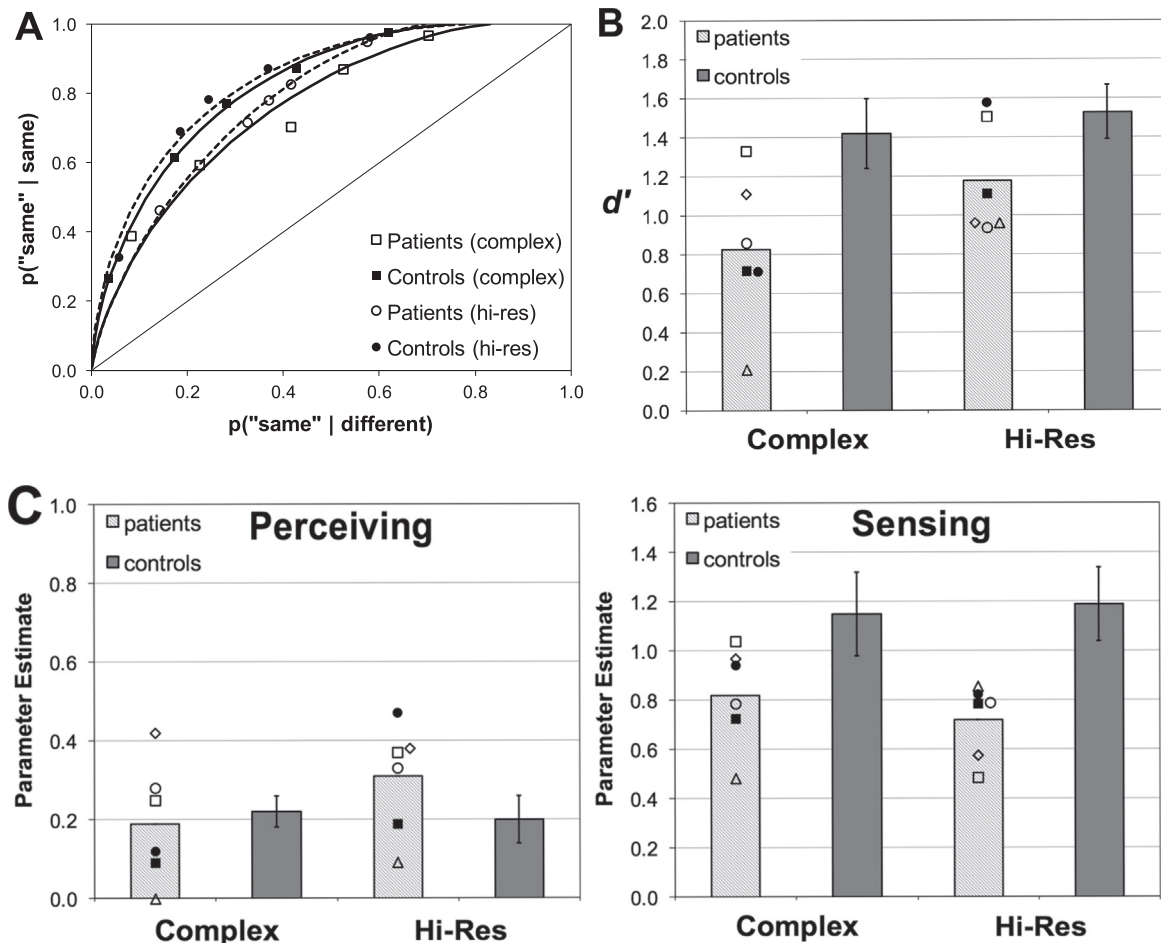 A
1.0
0.8
0.6
0.4
0.2
0.0
p("same" | same)
Patients (complex)
Controls (complex)
Patients (hi-res)
Controls (hi-res)
0.0 0.2 0.4 0.6 0.8 1.0
p("same" | different)
B
2.0
1.8
1.6
1.4
1.2
1.0
0.8
0.6
0.4
0.2
0.0
d'
patients
controls
Complex Hi-Res
C
1.0
0.8
0.6
0.4
0.2
0.0
Parameter Estimate
patients
controls
Perceiving
Complex Hi-Res
1.6
1.4
1.2
1.0
0.8
0.6
0.4
0.2
0.0
Parameter Estimate
patients
controls
Sensing
Complex Hi-Res